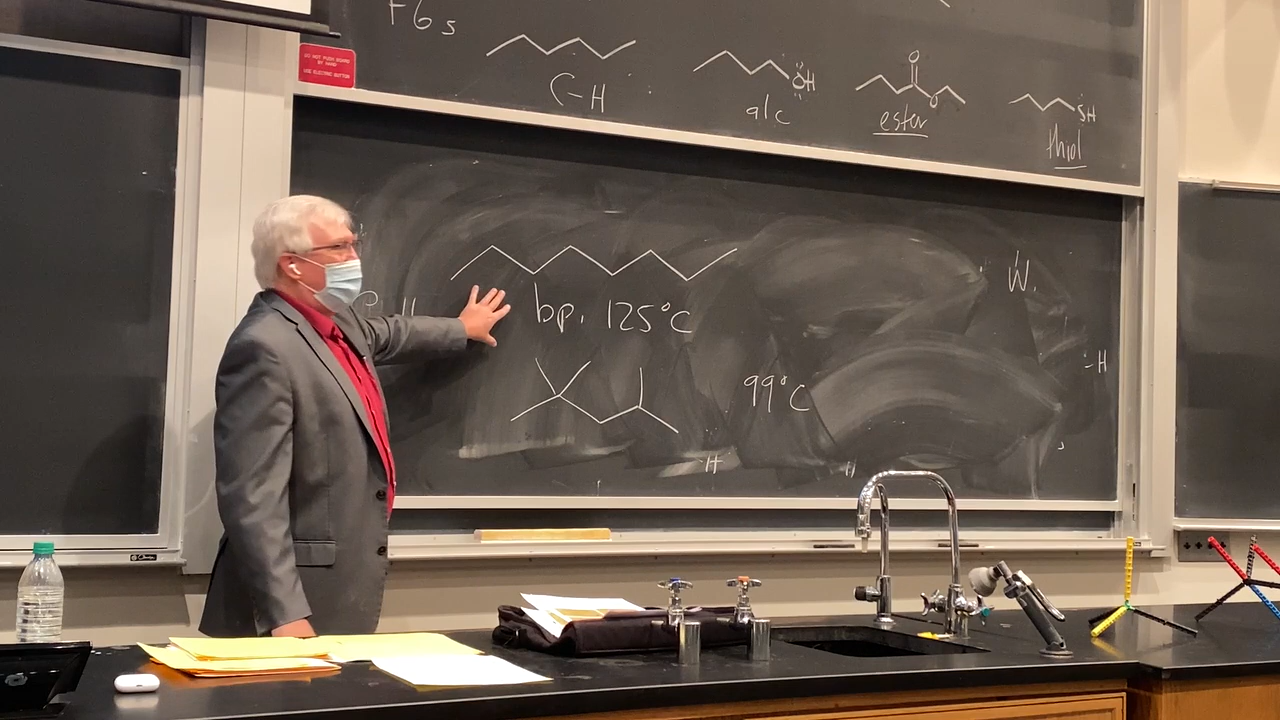 FGs
C-H
OH
alc
O
O
ester
SH
thiol
DO NOT PUSH BOARD
BY HAND
USE ELECTRIC BUTTON
bp. 125°C
99°C
-H
H
H